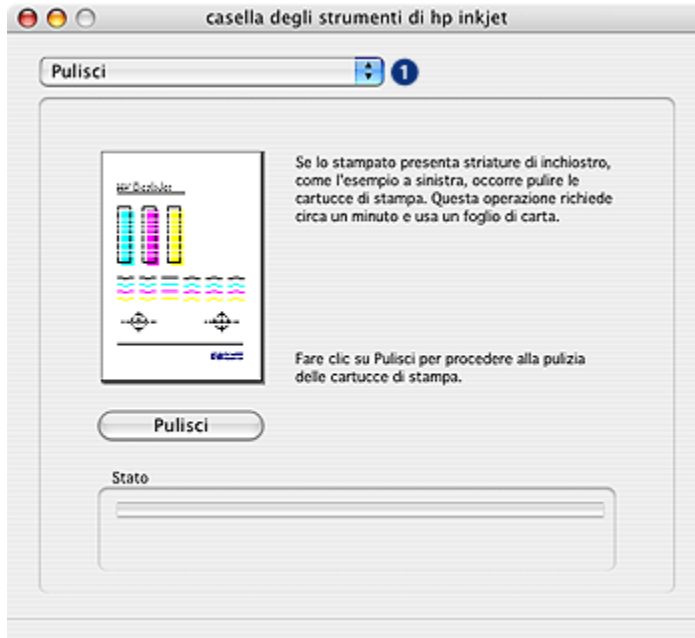 casella degli strumenti di hp inkjet
Pulisci
1
Se lo stampato presenta striature di inchiostro,
come l'esempio a sinistra, occorre pulire le
cartucce di stampa. Questa operazione richiede
circa un minuto e usa un foglio di carta.
Fare clic su Pulisci per procedere alla pulizia
delle cartucce di stampa.
Pulisci
Stato